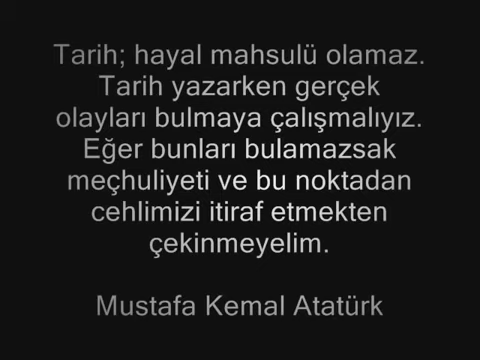 Tarih; hayal mahsulü olamaz.
Tarih yazarken gerçek
olayları bulmaya çalışmalıyız.
Eğer bunları bulamazsak
meçhuliyeti ve bu noktadan
cehlimizi itiraf etmekten
çekinmeyelim.
Mustafa Kemal Atatürk